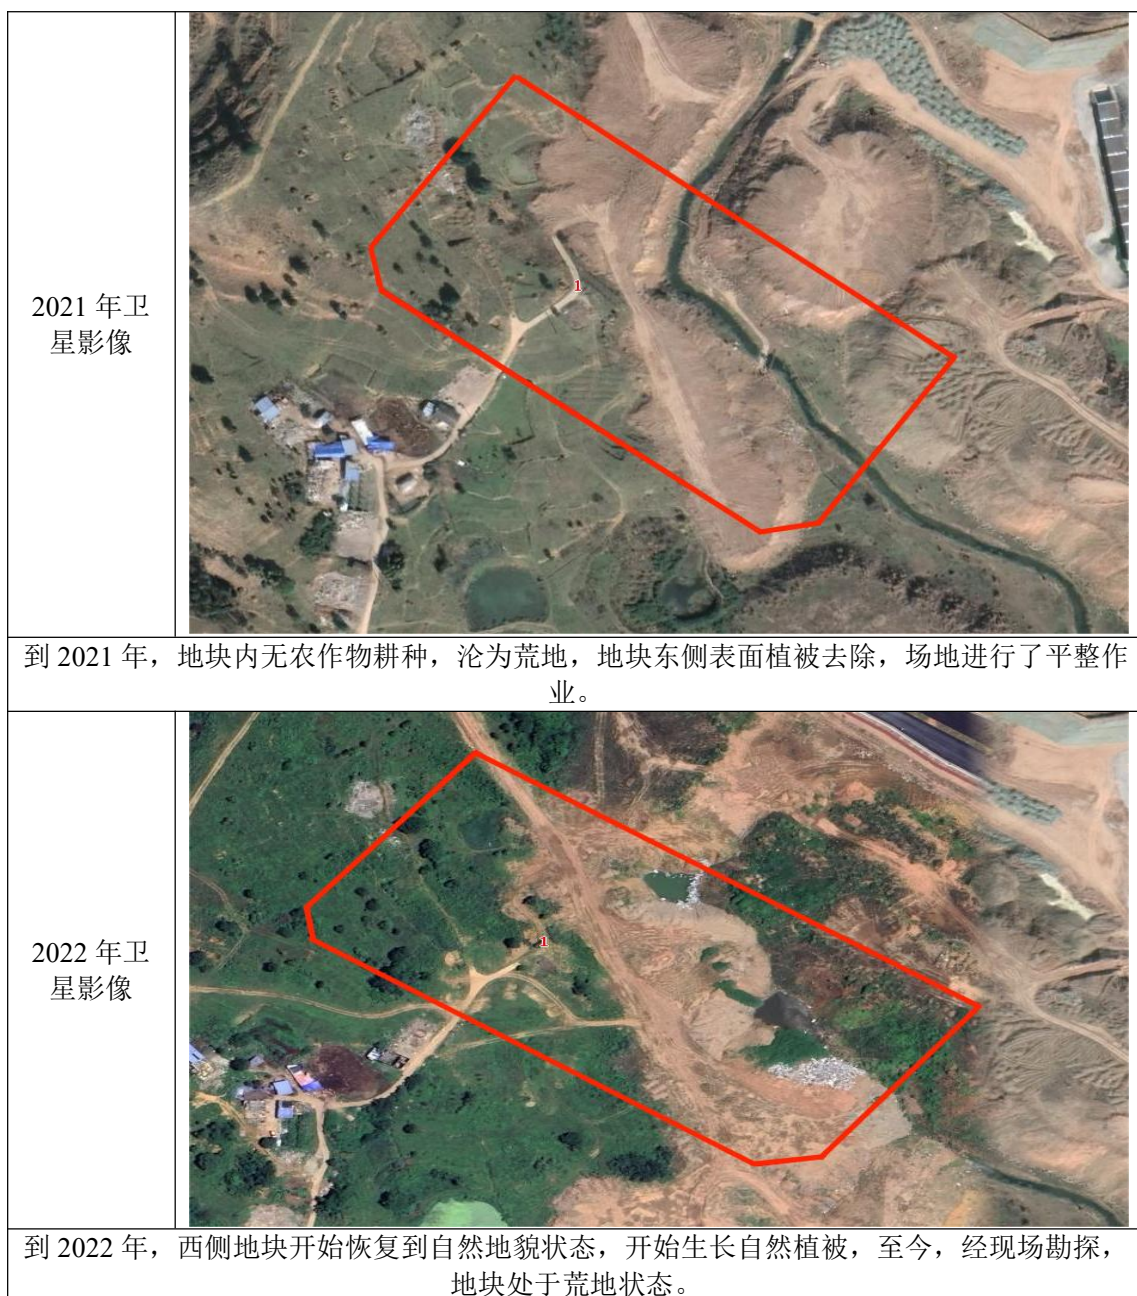 2021 年卫
星影像
1
到 2021 年，地块内无农作物耕种，沦为荒地，地块东侧表面植被去除，场地进行了平整作
业。
2022 年卫
星影像
1
到 2022 年，西侧地块开始恢复到自然地貌状态，开始生长自然植被，至今，经现场勘探，
地块处于荒地状态。